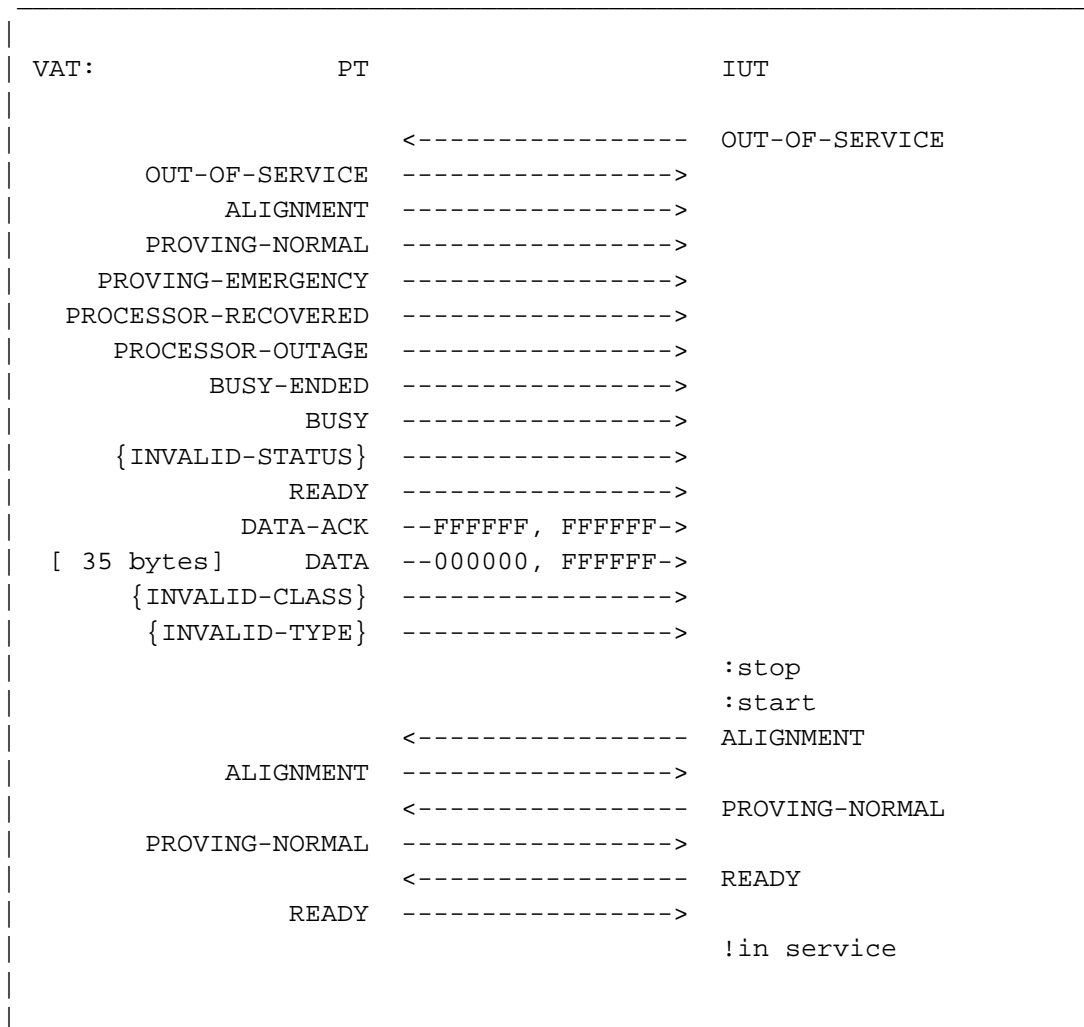 VAT: PT IUT
<----------------- OUT-OF-SERVICE
OUT-OF-SERVICE ----------------->
ALIGNMENT ----------------->
PROVING-NORMAL ----------------->
PROVING-EMERGENCY ----------------->
PROCESSOR-RECOVERED ----------------->
PROCESSOR-OUTAGE ----------------->
BUSY-ENDED ----------------->
BUSY ----------------->
{INVALID-STATUS} ----------------->
READY ----------------->
DATA-ACK --FFFFFF, FFFFFF->
[ 35 bytes] DATA --000000, FFFFFF->
{INVALID-CLASS} ----------------->
{INVALID-TYPE} ----------------->
:stop
:start
<----------------- ALIGNMENT
ALIGNMENT ----------------->
<----------------- PROVING-NORMAL
PROVING-NORMAL ----------------->
<----------------- READY
READY ----------------->
!in service